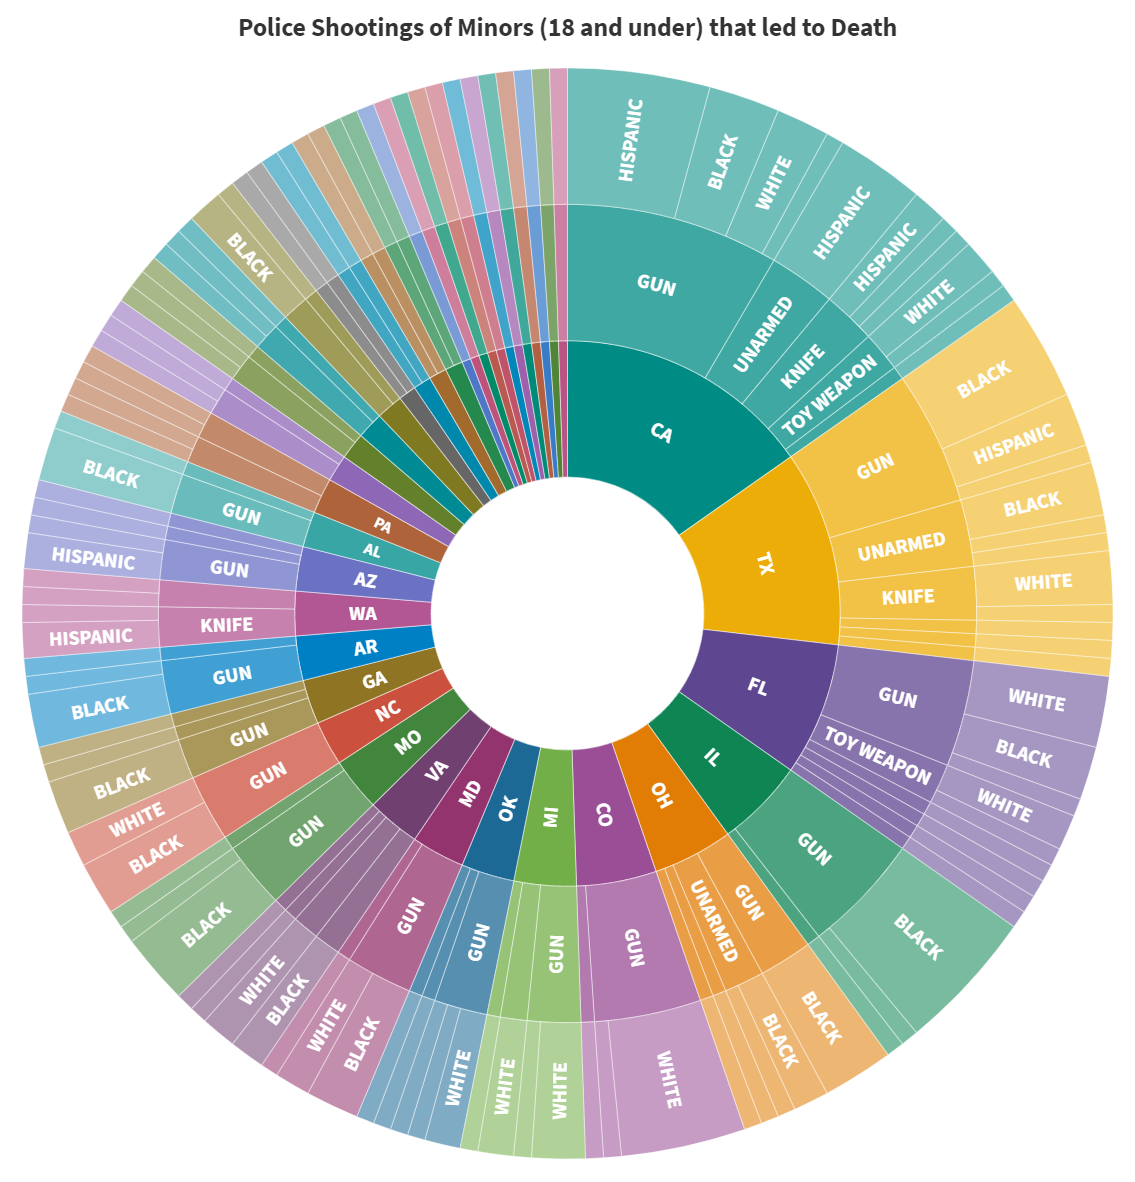 Police Shootings of Minors (18 and under) that led to Death
CA
GUN
HISPANIC
BLACK
WHITE
UNARMED
HISPANIC
KNIFE
HISPANIC
TOY WEAPON
WHITE
TX
GUN
BLACK
HISPANIC
UNARMED
BLACK
KNIFE
WHITE
FL
GUN
WHITE
BLACK
TOY WEAPON
WHITE
IL
GUN
BLACK
OH
GUN
BLACK
UNARMED
BLACK
CO
GUN
WHITE
MI
GUN
WHITE
WHITE
OK
GUN
WHITE
MD
GUN
BLACK
WHITE
VA
BLACK
WHITE
MO
GUN
BLACK
NC
GUN
BLACK
WHITE
GA
GUN
BLACK
AR
GUN
BLACK
WA
KNIFE
HISPANIC
AZ
GUN
HISPANIC
AL
GUN
BLACK
PA
BLACK